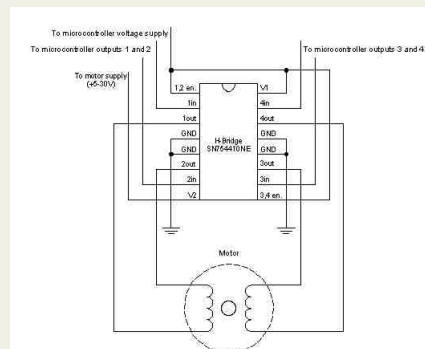 To microcontroller voltage supply
To microcontroller outputs 1 and 2
To microcontroller outputs 3 and 4
To motor supply
(+5-30V)
1,2 en.
V1
1in
4in
1out
4out
GND
GND
H-Bridge
SN754410NE
GND
GND
2out
3out
2in
3in
V2
3,4 en.
Motor